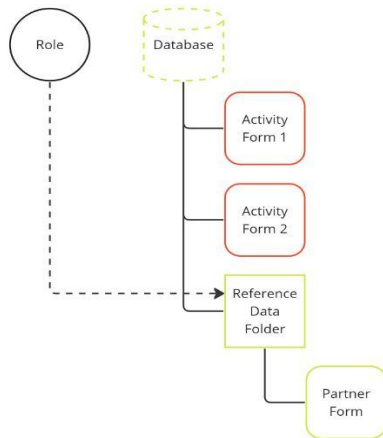 Role
Database
Activity
Form 1
Activity
Form 2
Reference
Data
Folder
Partner
Form